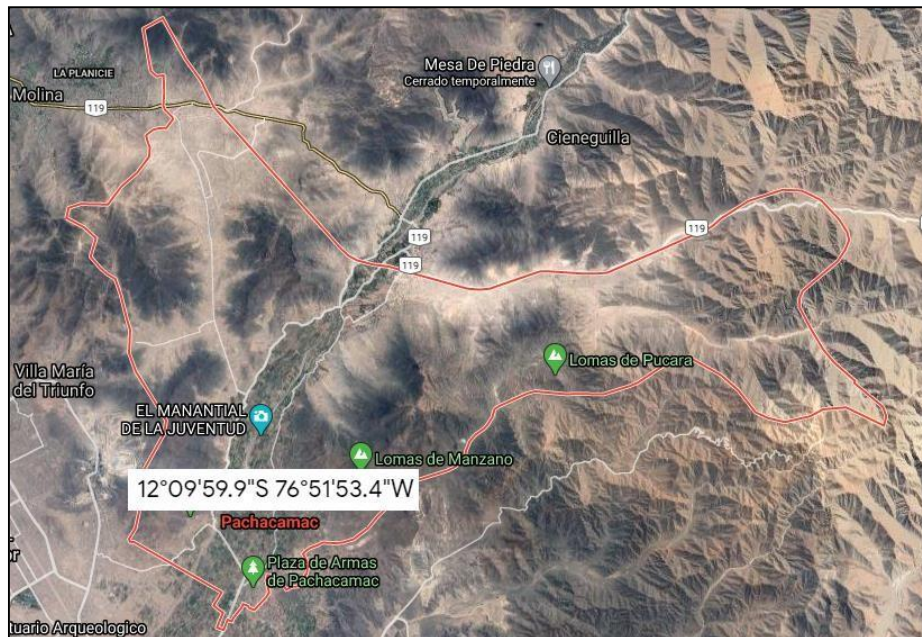 LA PLANICIE
Molina
119
Mesa De Piedra
Cerrado temporalmente
Cieneguilla
119
119
119
Lomas de Pucara
Villa María
del Triunfo
EL MANANTIAL
DE LA JUVENTUD
Lomas de Manzano
12°09'59.9"S 76°51'53.4"W
Pachacamac
or
Plaza de Armas
de Pachacamac
tuario Arqueologico